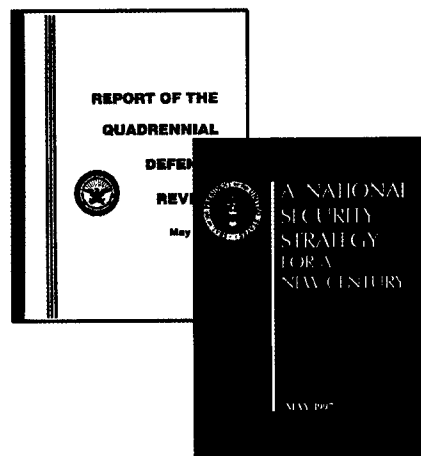 REPORT OF THE
QUADRENNIAL
DEFEN
REVI
May
A NATIONAL
SECURITY
STRATEGY
FOR A
NEW CENTURY
MAY 1997